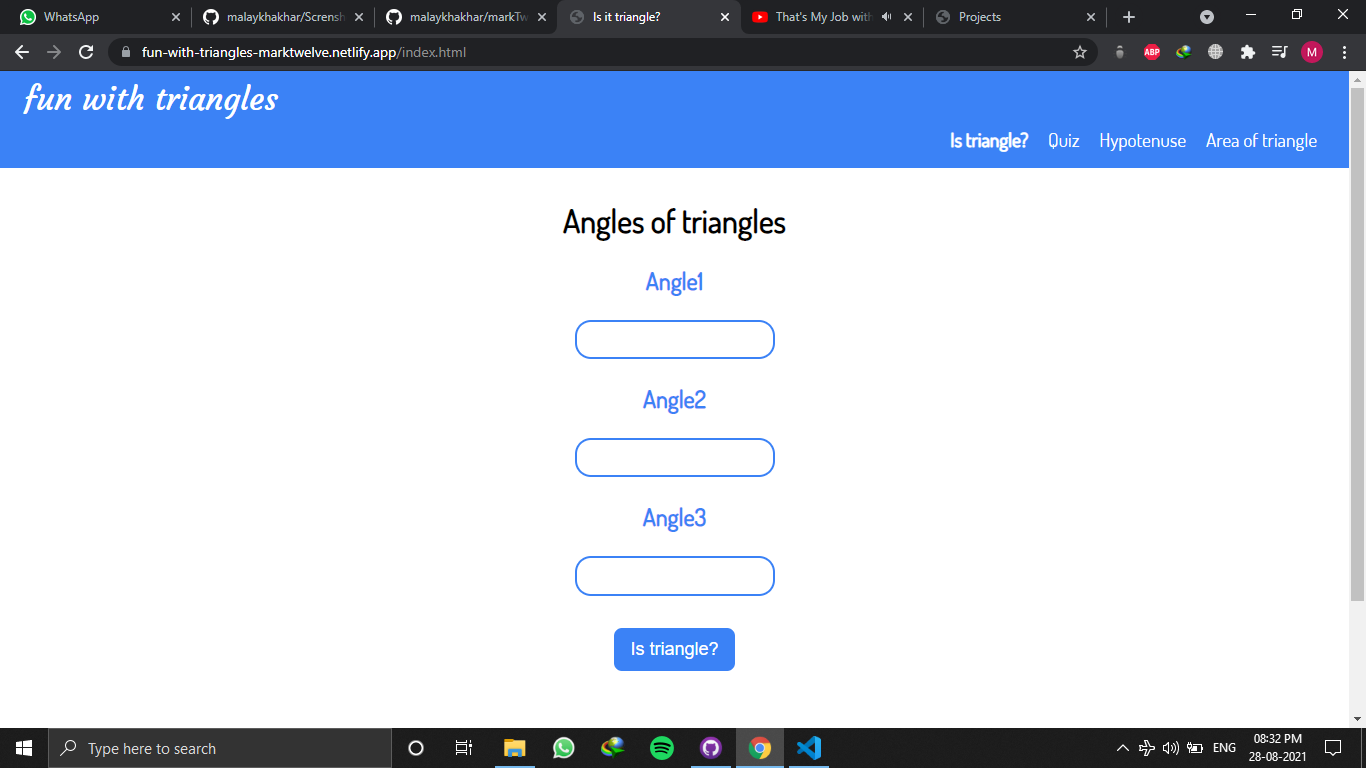 WhatsApp
malaykhakhar/Scrensh
malaykhakhar/markTw
Is it triangle?
That's My Job with
Projects
fun-with-triangles-marktwelve.netlify.app/index.html
ABP
M
fun with triangles
Is triangle? Quiz Hypotenuse Area of triangle
Angles of triangles
Angle1
Angle2
Angle3
Is triangle?
Type here to search
ENG
08:32 PM
28-08-2021